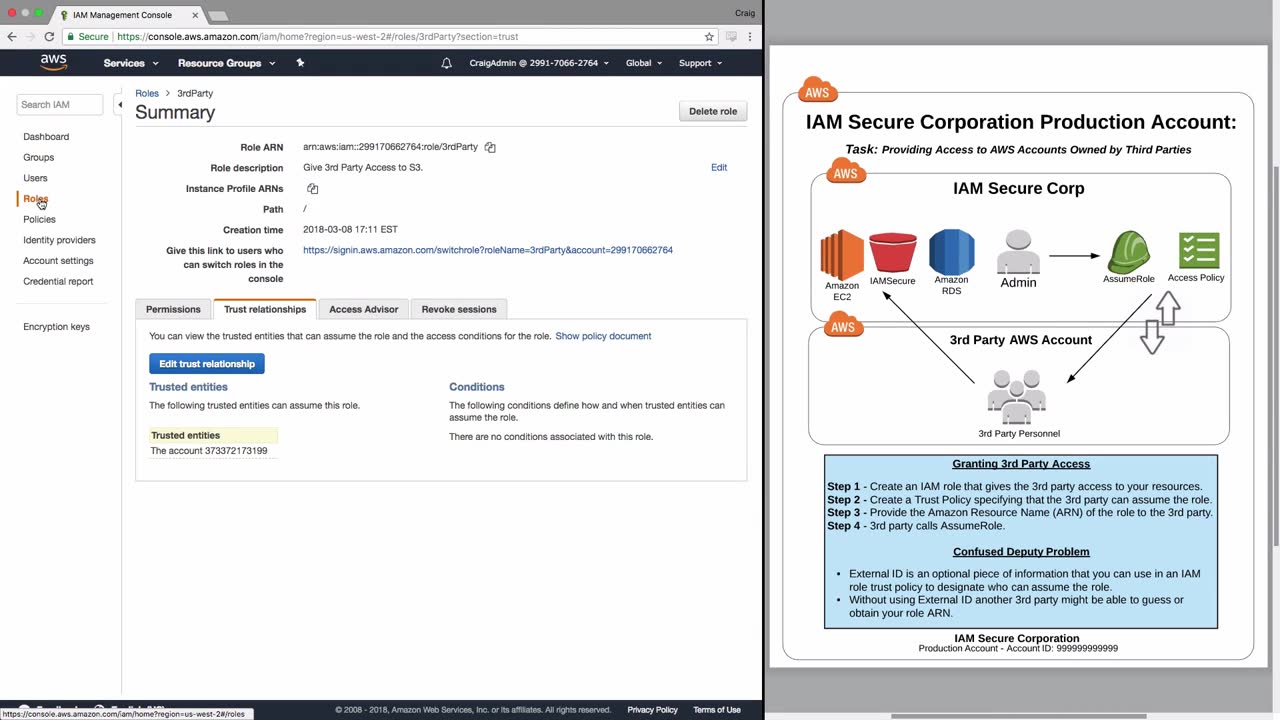 IAM Management Console
Craig
Secure
https://console.aws.amazon.com/iam/home?region=us-west-2#/roles/3rdParty?section=trust
aws
Services
Resource Groups
CraigAdmin @ 2991-7066-2764
Global
Support
Search IAM
Dashboard
Groups
Users
Roles
Policies
Identity providers
Account settings
Credential report
Encryption keys
Roles > 3rdParty
Summary
Delete role
Role ARN arn:aws:iam::299170662764:role/3rdParty
Role description Give 3rd Party Access to S3. Edit
Instance Profile ARNs
Path /
Creation time 2018-03-08 17:11 EST
Give this link to users who https://signin.aws.amazon.com/switchrole?roleName=3rdParty&account=299170662764
can switch roles in the
console
Permissions
Trust relationships
Access Advisor
Revoke sessions
You can view the trusted entities that can assume the role and the access conditions for the role. Show policy document
Edit trust relationship
Trusted entities
The following trusted entities can assume this role.
Trusted entities
The account 373372173199
Conditions
The following conditions define how and when trusted entities can
assume the role.
There are no conditions associated with this role.
© 2008 - 2018, Amazon Web Services, Inc. or its affiliates. All rights reserved.
Privacy Policy
Terms of Use
https://console.aws.amazon.com/iam/home?region=us-west-2#/roles
AWS
IAM Secure Corporation Production Account:
Task: Providing Access to AWS Accounts Owned by Third Parties
AWS
IAM Secure Corp
Amazon
EC2
IAMSecure
Amazon
RDS
Admin
AssumeRole
Access Policy
AWS
3rd Party AWS Account
3rd Party Personnel
Granting 3rd Party Access
Step 1 - Create an IAM role that gives the 3rd party access to your resources.
Step 2 - Create a Trust Policy specifying that the 3rd party can assume the role.
Step 3 - Provide the Amazon Resource Name (ARN) of the role to the 3rd party.
Step 4 - 3rd party calls AssumeRole.
Confused Deputy Problem
• External ID is an optional piece of information that you can use in an IAM
role trust policy to designate who can assume the role.
• Without using External ID another 3rd party might be able to guess or
obtain your role ARN.
IAM Secure Corporation
Production Account - Account ID: 999999999999